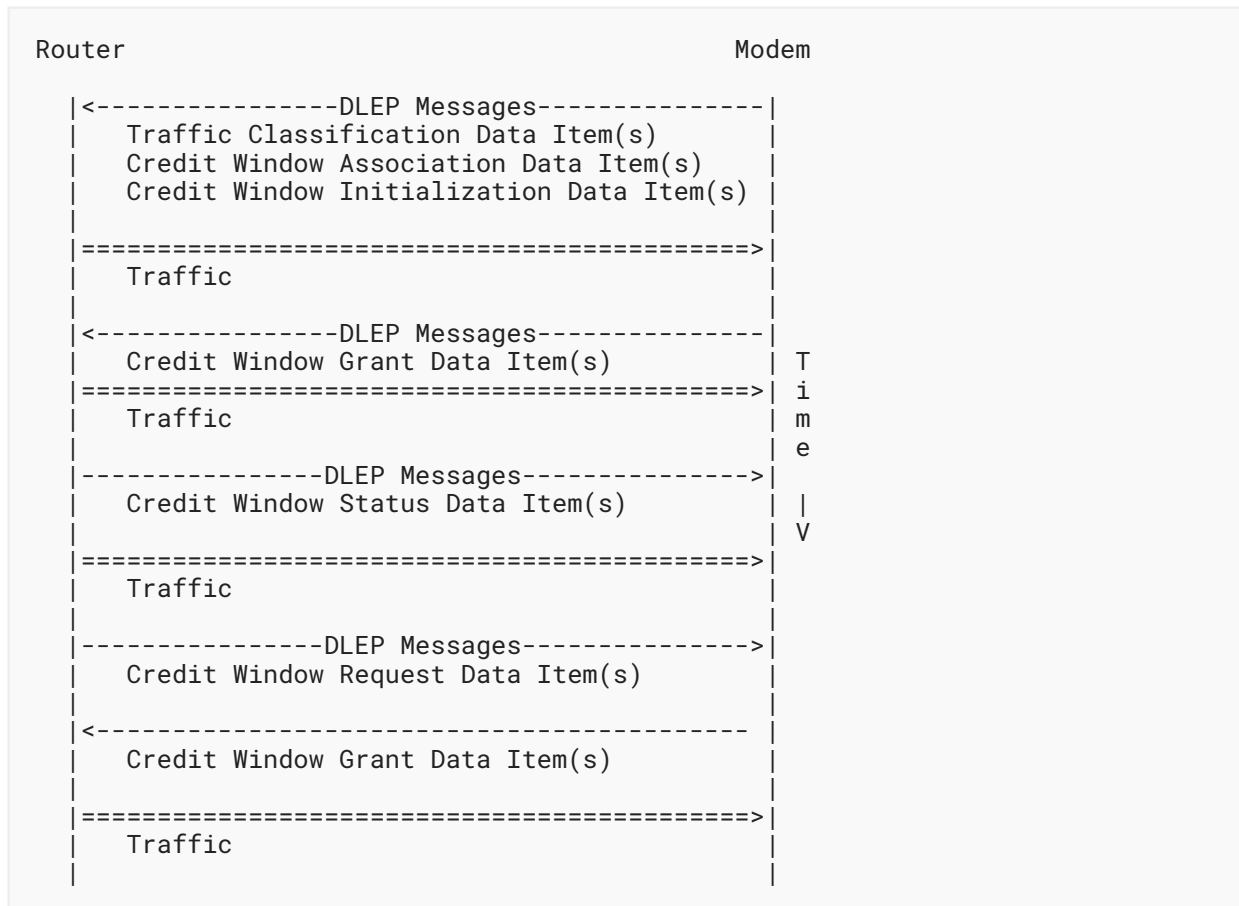 Router                                        Modem

  |<----------------DLEP Messages---------------|
  |   Traffic Classification Data Item(s)       |
  |   Credit Window Association Data Item(s)    |
  |   Credit Window Initialization Data Item(s) |
  |                                             |
  |============================================>|
  |   Traffic                                   |
  |                                             |
  |<----------------DLEP Messages---------------|
  |   Credit Window Grant Data Item(s)          | T
  |============================================>| i
  |   Traffic                                   | m
  |                                             | e
  |----------------DLEP Messages--------------->|
  |   Credit Window Status Data Item(s)         | |
  |                                             | V
  |============================================>|
  |   Traffic                                   |
  |                                             |
  |----------------DLEP Messages--------------->|
  |   Credit Window Request Data Item(s)        |
  |                                             |
  |<------------------------------------------- |
  |   Credit Window Grant Data Item(s)          |
  |                                             |
  |============================================>|
  |   Traffic                                   |
  |                                             |